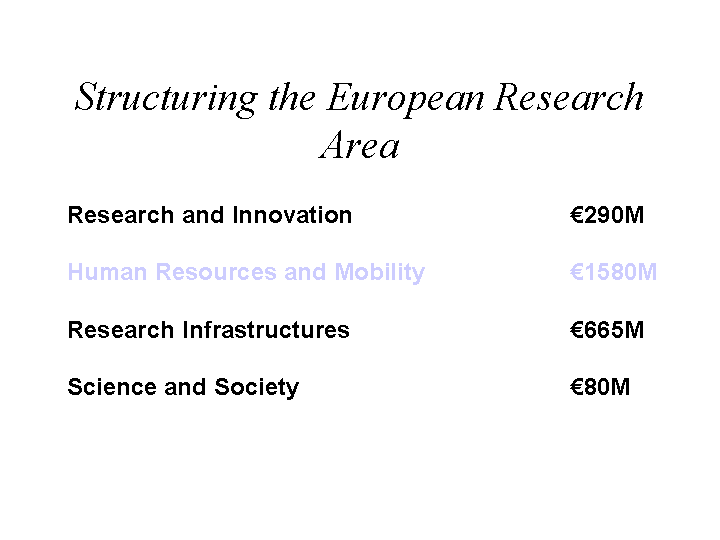 Structuring the European Research
Area
Research and Innovation €290M
Human Resources and Mobility €1580M
Research Infrastructures €665M
Science and Society €80M